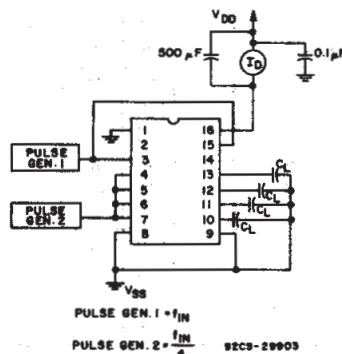 VDD
500 µF
ID
0.1µF
1 16
2 15
3 14
4 13
5 12
6 11
7 10
8 9
CL
CL
CL
CL
PULSE GEN. 1
PULSE GEN. 2
VSS
PULSE GEN. 1 = fIN
PULSE GEN. 2 = fIN/4
92CS-29903